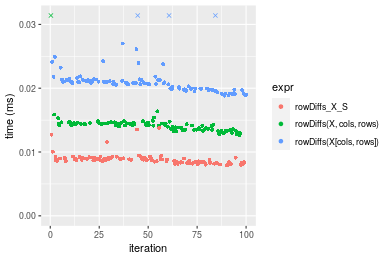 0.03
0.02
0.01
0.00
time (ms)
0
25
50
75
100
iteration
expr
rowDiffs_X_S
rowDiffs(X, cols, rows)
rowDiffs(X[cols, rows])